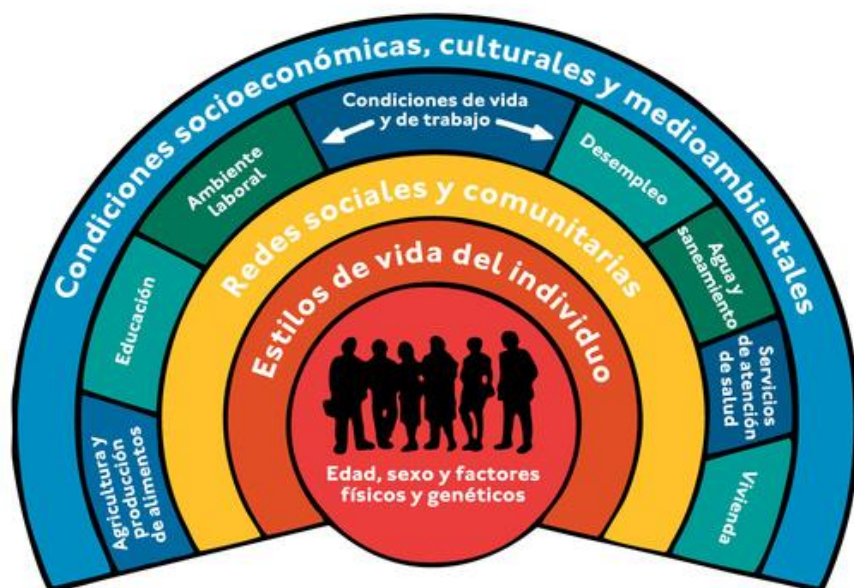 Condiciones socioeconómicas, culturales y medioambientales
Condiciones de vida
y de trabajo
Agricultura y
producción
de alimentos
Educación
Ambiente
laboral
Desempleo
Agua y
saneamiento
Servicios
de atención
de salud
Vivienda
Redes sociales y comunitarias
Estilos de vida del individuo
Edad, sexo y factores
físicos y genéticos